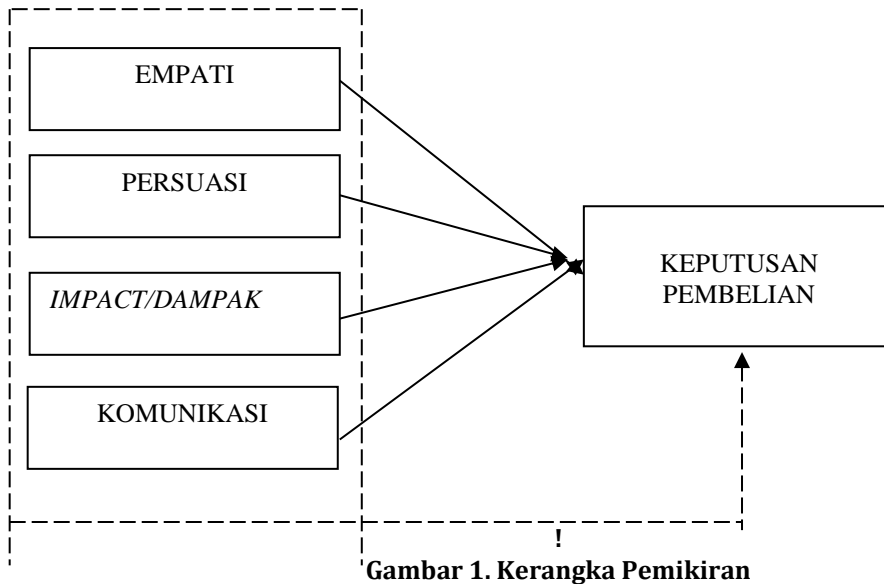 EMPATI
PERSUASI
IMPACT/DAMPAK
KOMUNIKASI
KEPUTUSAN
PEMBELIAN
!
Gambar 1. Kerangka Pemikiran